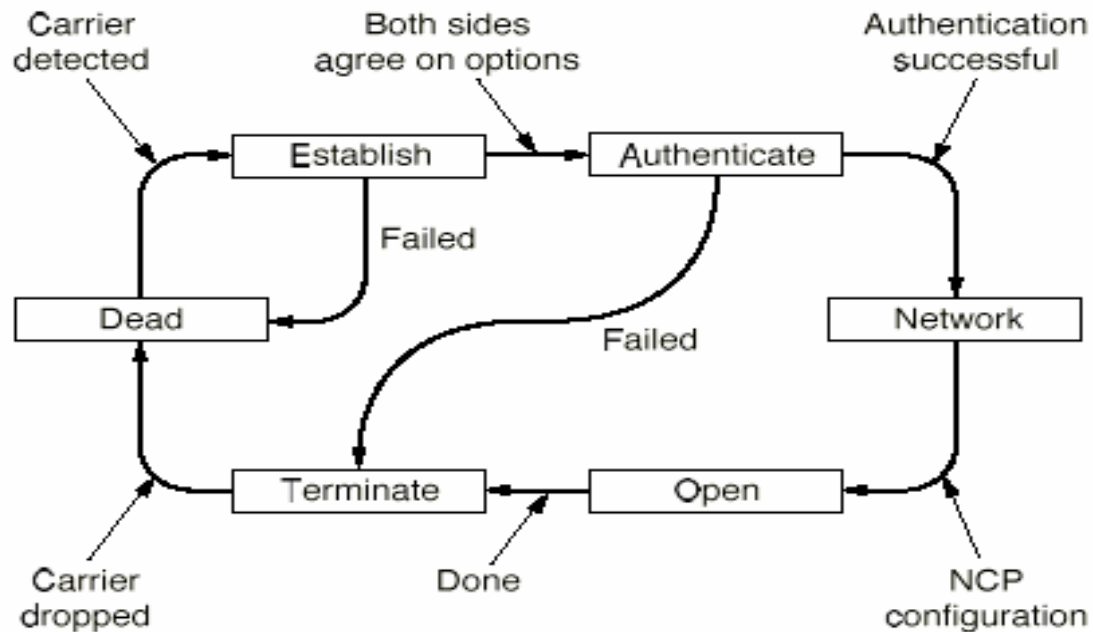 Carrier
detected
Both sides
agree on options
Authentication
successful
Establish
Authenticate
Failed
Dead
Failed
Network
Terminate
Open
Carrier
dropped
Done
NCP
configuration